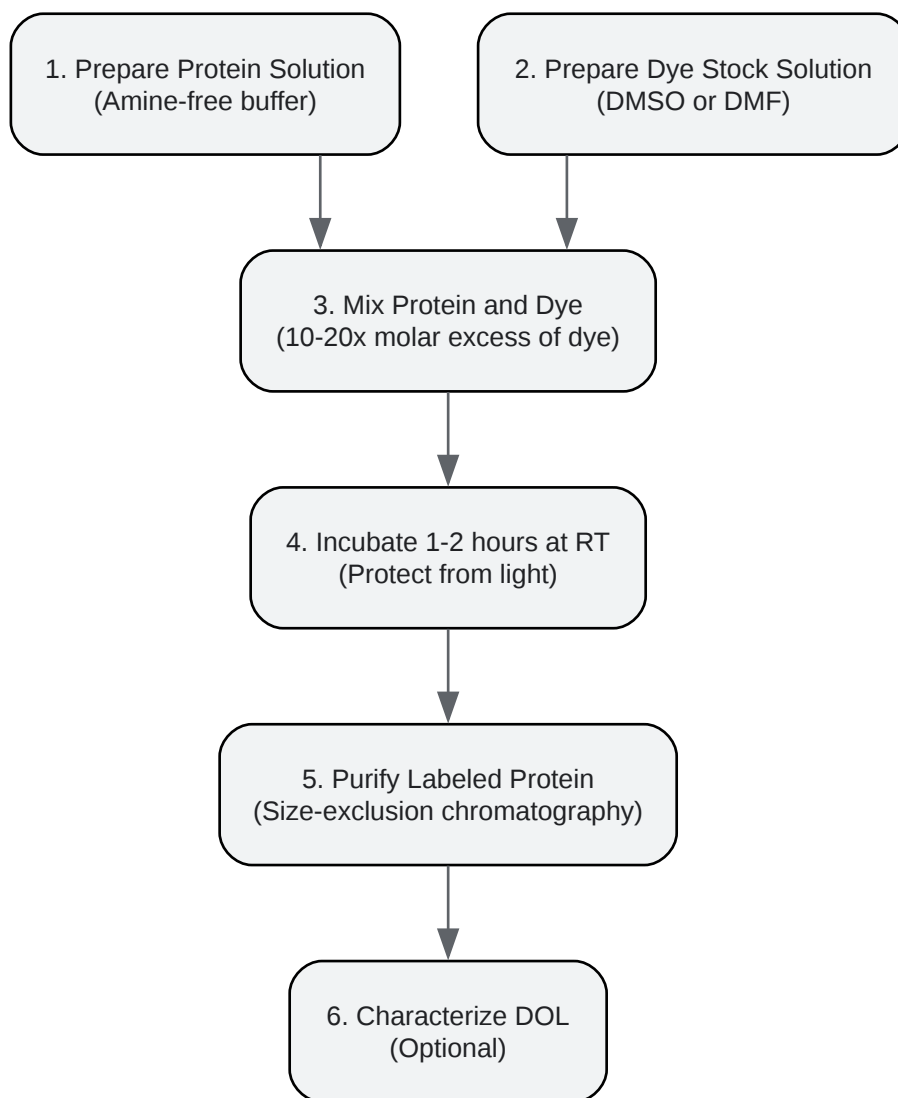 1. Prepare Protein Solution
(Amine-free buffer)
2. Prepare Dye Stock Solution
(DMSO or DMF)
3. Mix Protein and Dye
(10-20x molar excess of dye)
4. Incubate 1-2 hours at RT
(Protect from light)
5. Purify Labeled Protein
(Size-exclusion chromatography)
6. Characterize DOL
(Optional)